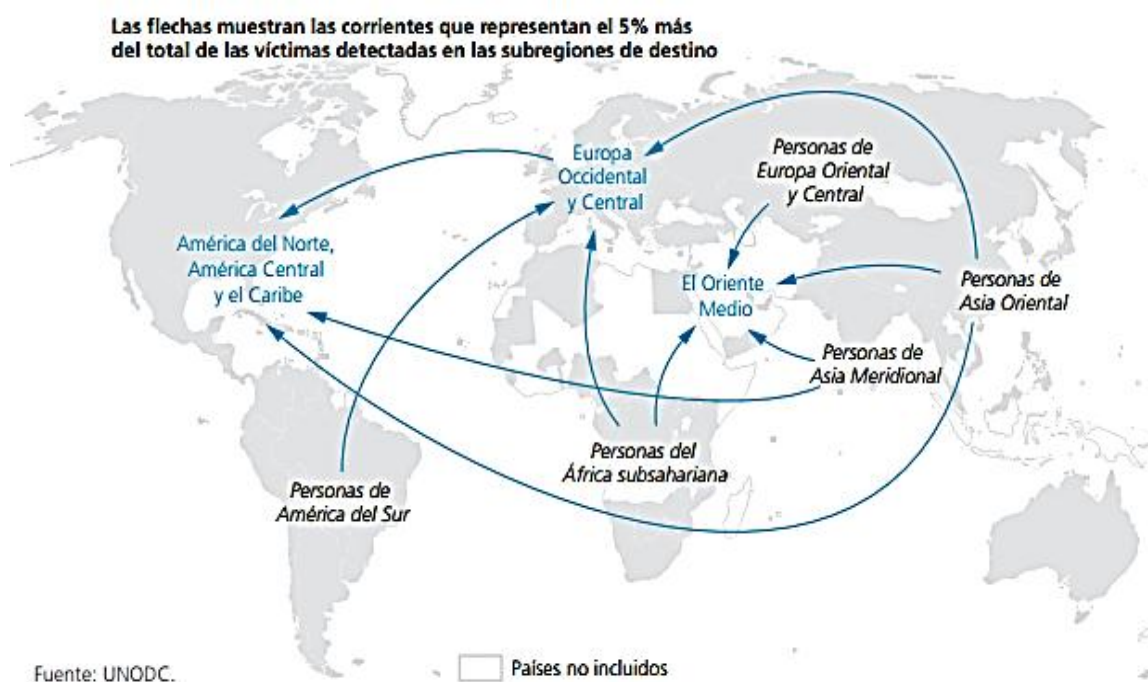 Las flechas muestran las corrientes que representan el 5% más
del total de las víctimas detectadas en las subregiones de destino
Europa
Occidental
y Central
Personas de
Europa Oriental
y Central
América del Norte,
América Central
y el Caribe
El Oriente
Medio
Personas de
Asia Oriental
Personas de
Asia Meridional
Personas del
África subsahariana
Personas de
América del Sur
Fuente: UNODC.
Países no incluidos